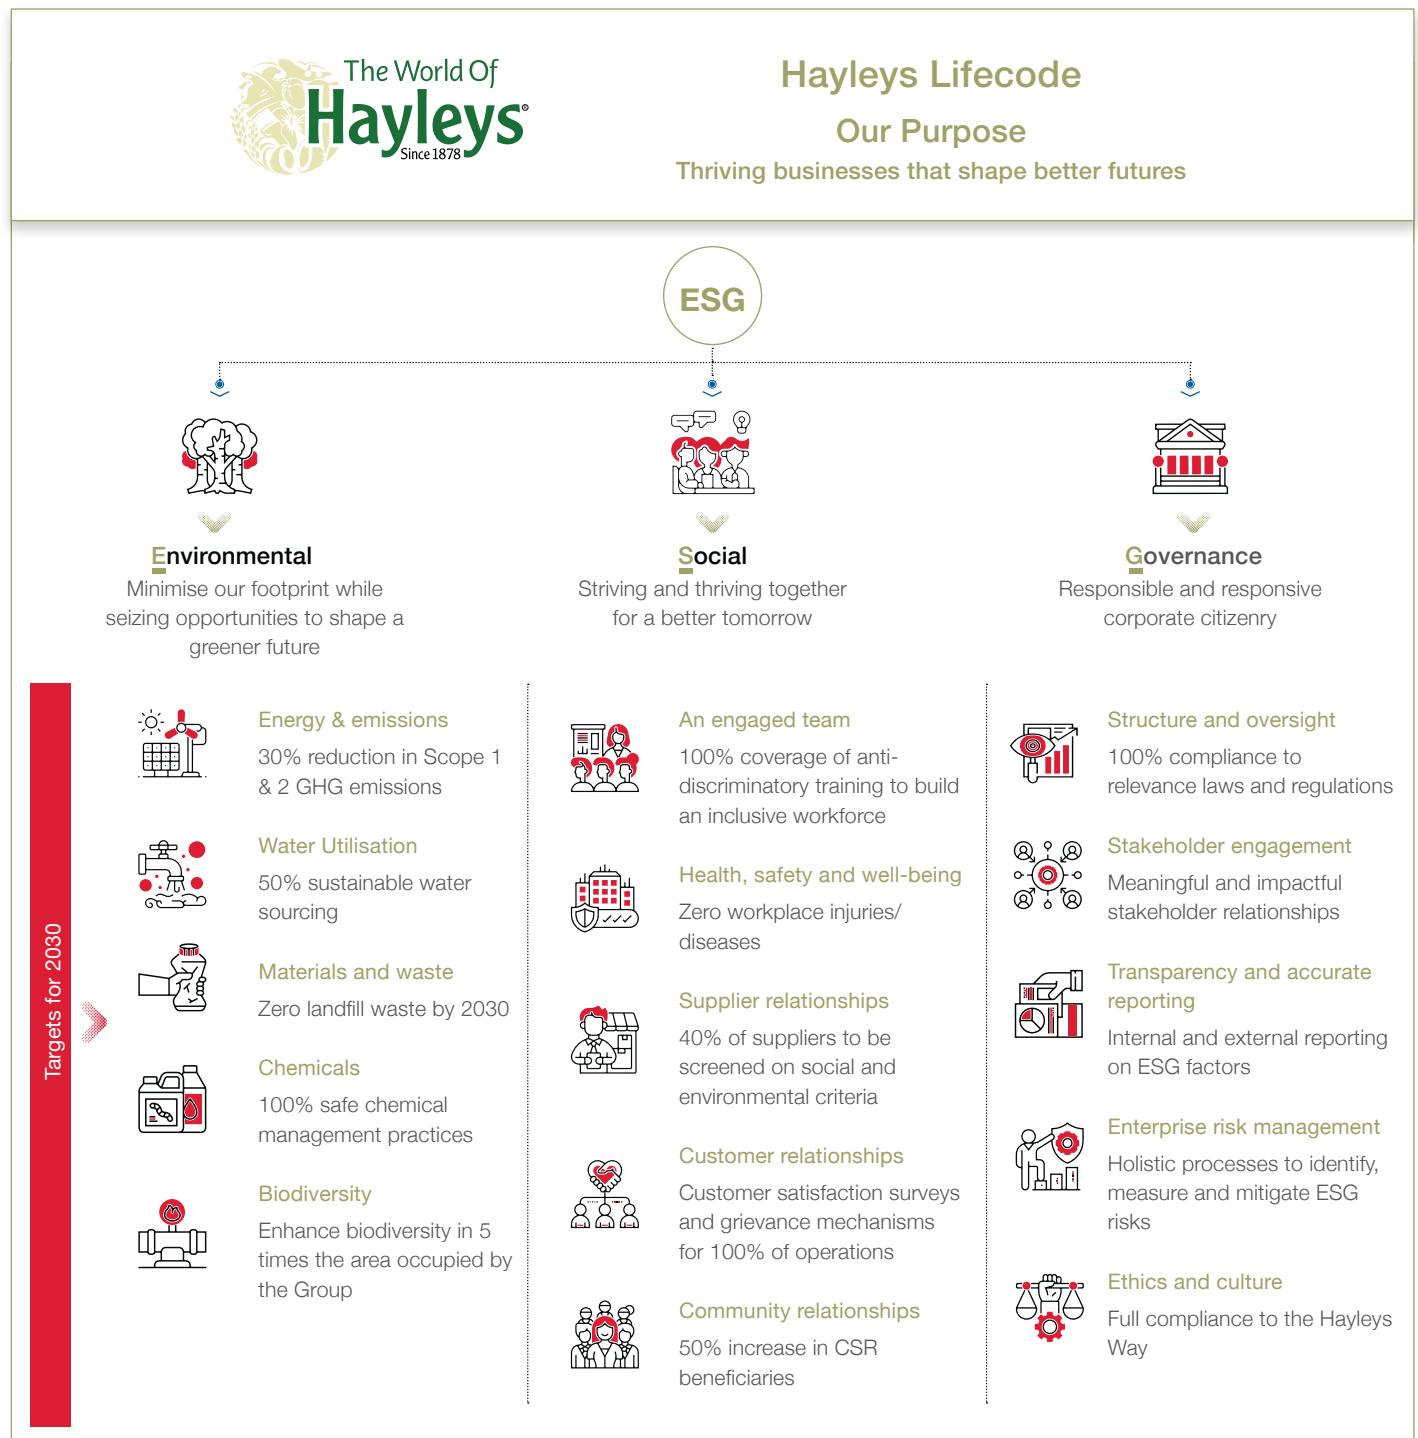 The World Of
Hayleys®
Since 1878
Hayleys Lifecode
Our Purpose
Thriving businesses that shape better futures
ESG
Environmental
Minimise our footprint while
seizing opportunities to shape a
greener future
Social
Striving and thriving together
for a better tomorrow
Governance
Responsible and responsive
corporate citizenry
Targets for 2030
Energy & emissions
30% reduction in Scope 1
& 2 GHG emissions
Water Utilisation
50% sustainable water
sourcing
Materials and waste
Zero landfill waste by 2030
Chemicals
100% safe chemical
management practices
Biodiversity
Enhance biodiversity in 5
times the area occupied by
the Group
An engaged team
100% coverage of anti-
discriminatory training to build
an inclusive workforce
Health, safety and well-being
Zero workplace injuries/
diseases
Supplier relationships
40% of suppliers to be
screened on social and
environmental criteria
Customer relationships
Customer satisfaction surveys
and grievance mechanisms
for 100% of operations
Community relationships
50% increase in CSR
beneficiaries
Structure and oversight
100% compliance to
relevance laws and regulations
Stakeholder engagement
Meaningful and impactful
stakeholder relationships
Transparency and accurate
reporting
Internal and external reporting
on ESG factors
Enterprise risk management
Holistic processes to identify,
measure and mitigate ESG
risks
Ethics and culture
Full compliance to the Hayleys
Way